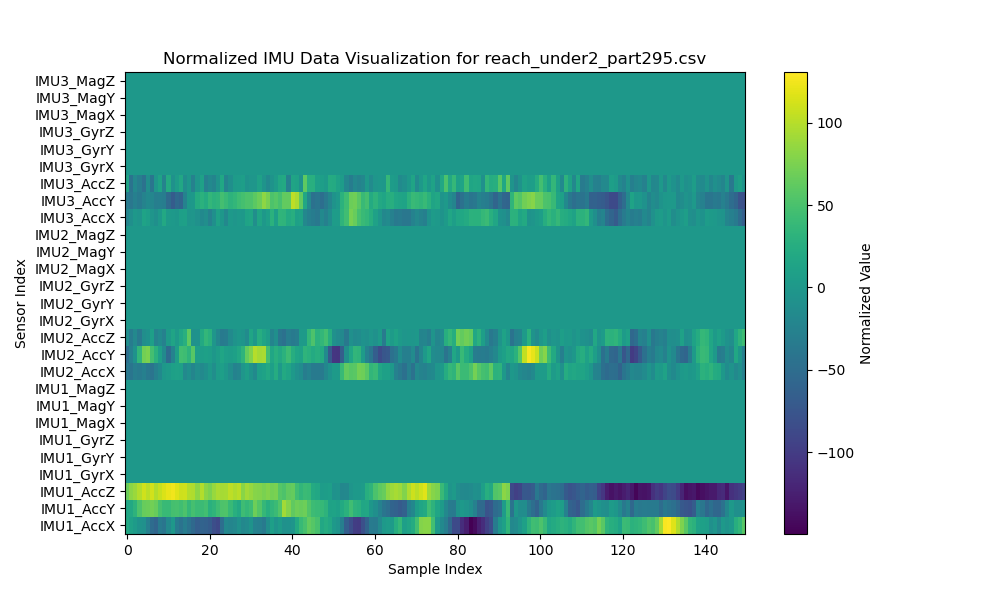 Normalized IMU Data Visualization for reach_under2_part295.csv
IMU3_MagZ
IMU3_MagY
IMU3_MagX
IMU3_GyrZ
IMU3_GyrY
IMU3_GyrX
IMU3_AccZ
IMU3_AccY
IMU3_AccX
IMU2_MagZ
IMU2_MagY
IMU2_MagX
IMU2_GyrZ
IMU2_GyrY
IMU2_GyrX
IMU2_AccZ
IMU2_AccY
IMU2_AccX
IMU1_MagZ
IMU1_MagY
IMU1_MagX
IMU1_GyrZ
IMU1_GyrY
IMU1_GyrX
IMU1_AccZ
IMU1_AccY
IMU1_AccX
Sensor Index
0 20 40 60 80 100 120 140
Sample Index
100
50
0
−50
−100
Normalized Value